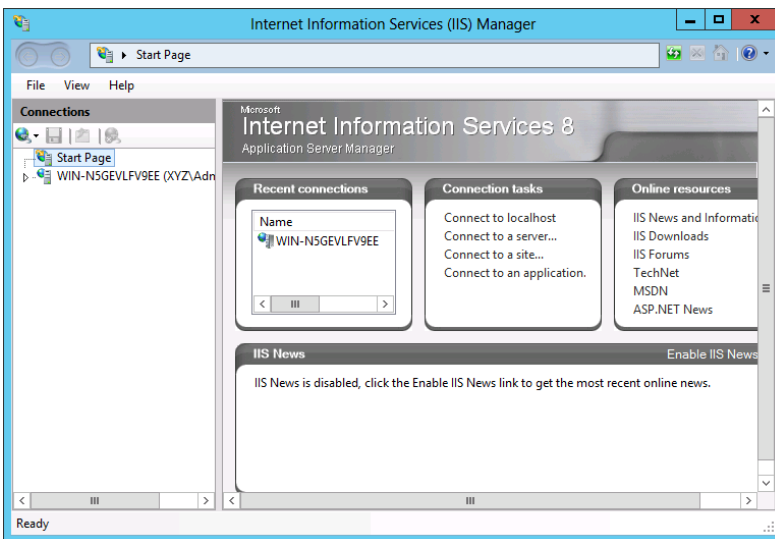 Internet Information Services (IIS) Manager
Start Page
File View Help
Connections
Start Page
WIN-N5GEVLFV9EE (XYZ\Adn
Microsoft
Internet Information Services 8
Application Server Manager
Recent connections
Name
WIN-N5GEVLFV9EE
Connection tasks
Connect to localhost
Connect to a server...
Connect to a site...
Connect to an application.
Online resources
IIS News and Informatic
IIS Downloads
IIS Forums
TechNet
MSDN
ASP.NET News
IIS News
Enable IIS News
IIS News is disabled, click the Enable IIS News link to get the most recent online news.
Ready